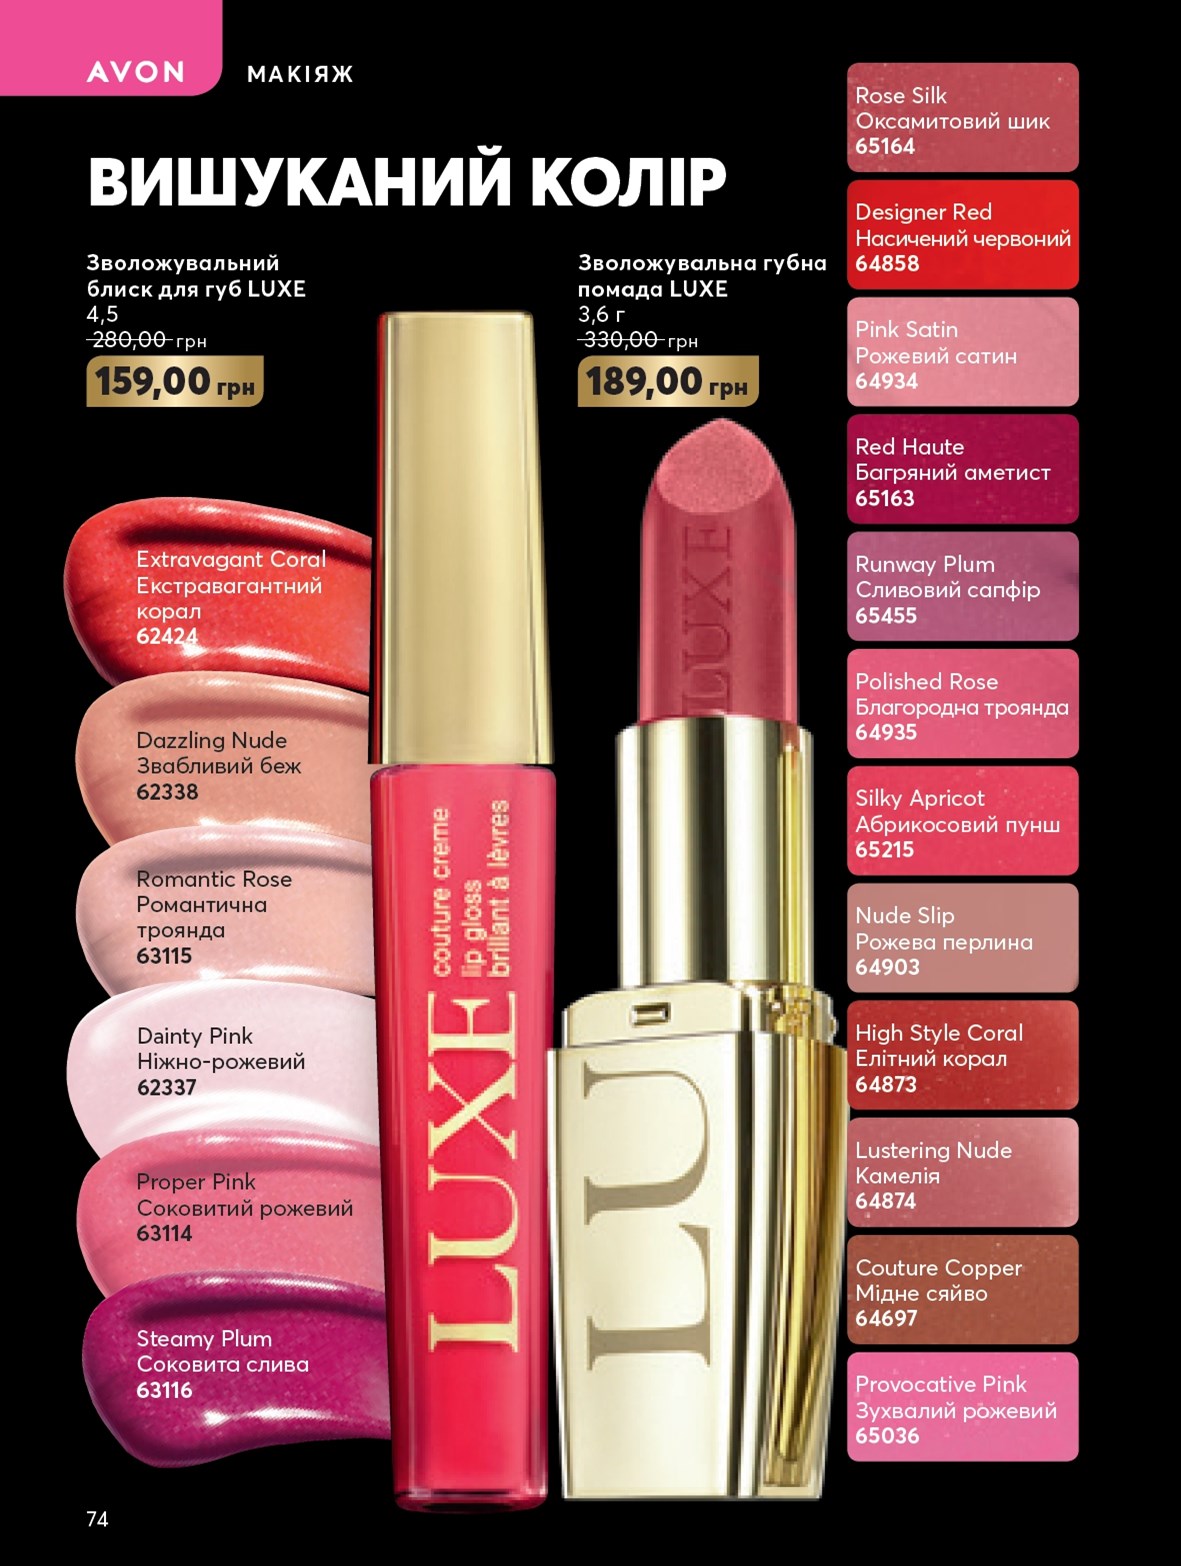 AVON
МАКІЯЖ
ВИШУКАНИЙ КОЛІР
Зволожувальний
блиск для губ LUXE
4,5
280,00 грн
159,00 грн
Зволожувальна губна
помада LUXE
3,6 г
330,00 грн
189,00 грн
Extravagant Coral
Екстравагантний
корал
62424
Dazzling Nude
Звабливий беж
62338
Romantic Rose
Романтична
троянда
63115
Dainty Pink
Ніжно-рожевий
62337
Proper Pink
Соковитий рожевий
63114
Steamy Plum
Соковита слива
63116
LUXE
couture creme
lip gloss
brillant à lèvres
LUXE
LU
Rose Silk
Оксамитовий шик
65164
Designer Red
Насичений червоний
64858
Pink Satin
Рожевий сатин
64934
Red Haute
Багряний аметист
65163
Runway Plum
Сливовий сапфір
65455
Polished Rose
Благородна троянда
64935
Silky Apricot
Абрикосовий пунш
65215
Nude Slip
Рожева перлина
64903
High Style Coral
Елітний корал
64873
Lustering Nude
Камелія
64874
Couture Copper
Мідне сяйво
64697
Provocative Pink
Зухвалий рожевий
65036
74